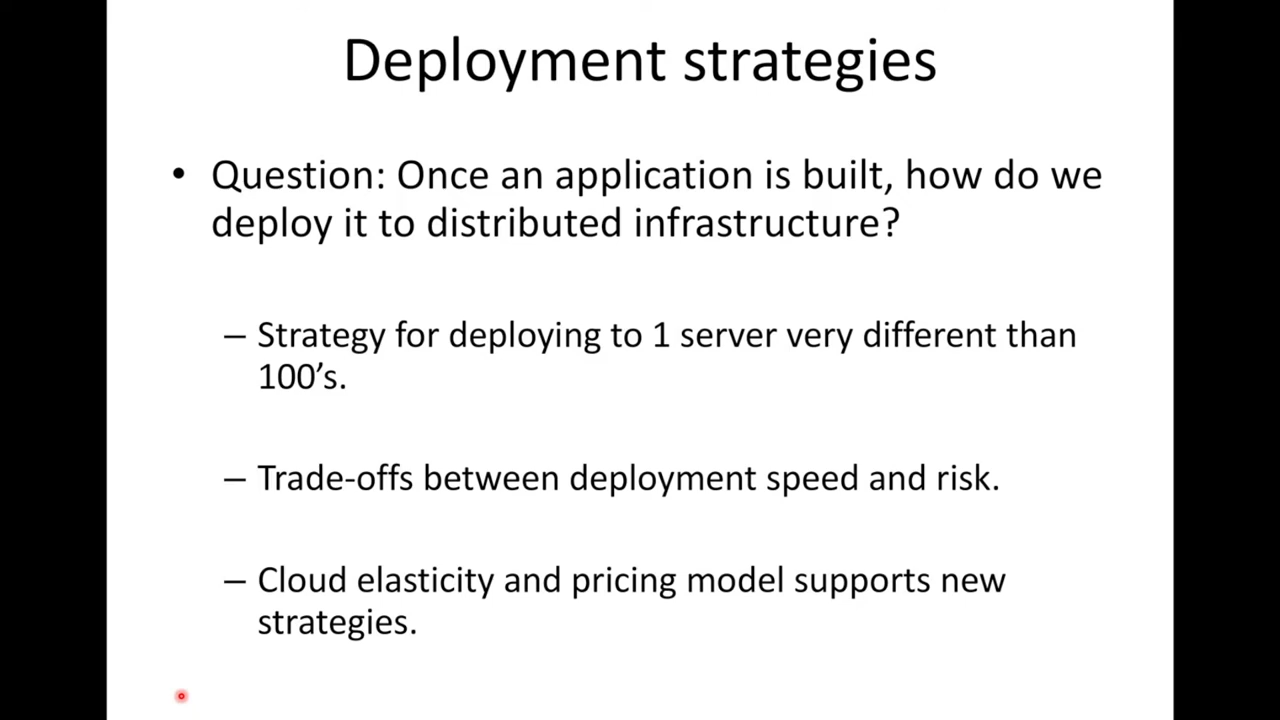 Deployment strategies
• Question: Once an application is built, how do we
deploy it to distributed infrastructure?
– Strategy for deploying to 1 server very different than
100’s.
– Trade-offs between deployment speed and risk.
– Cloud elasticity and pricing model supports new
strategies.